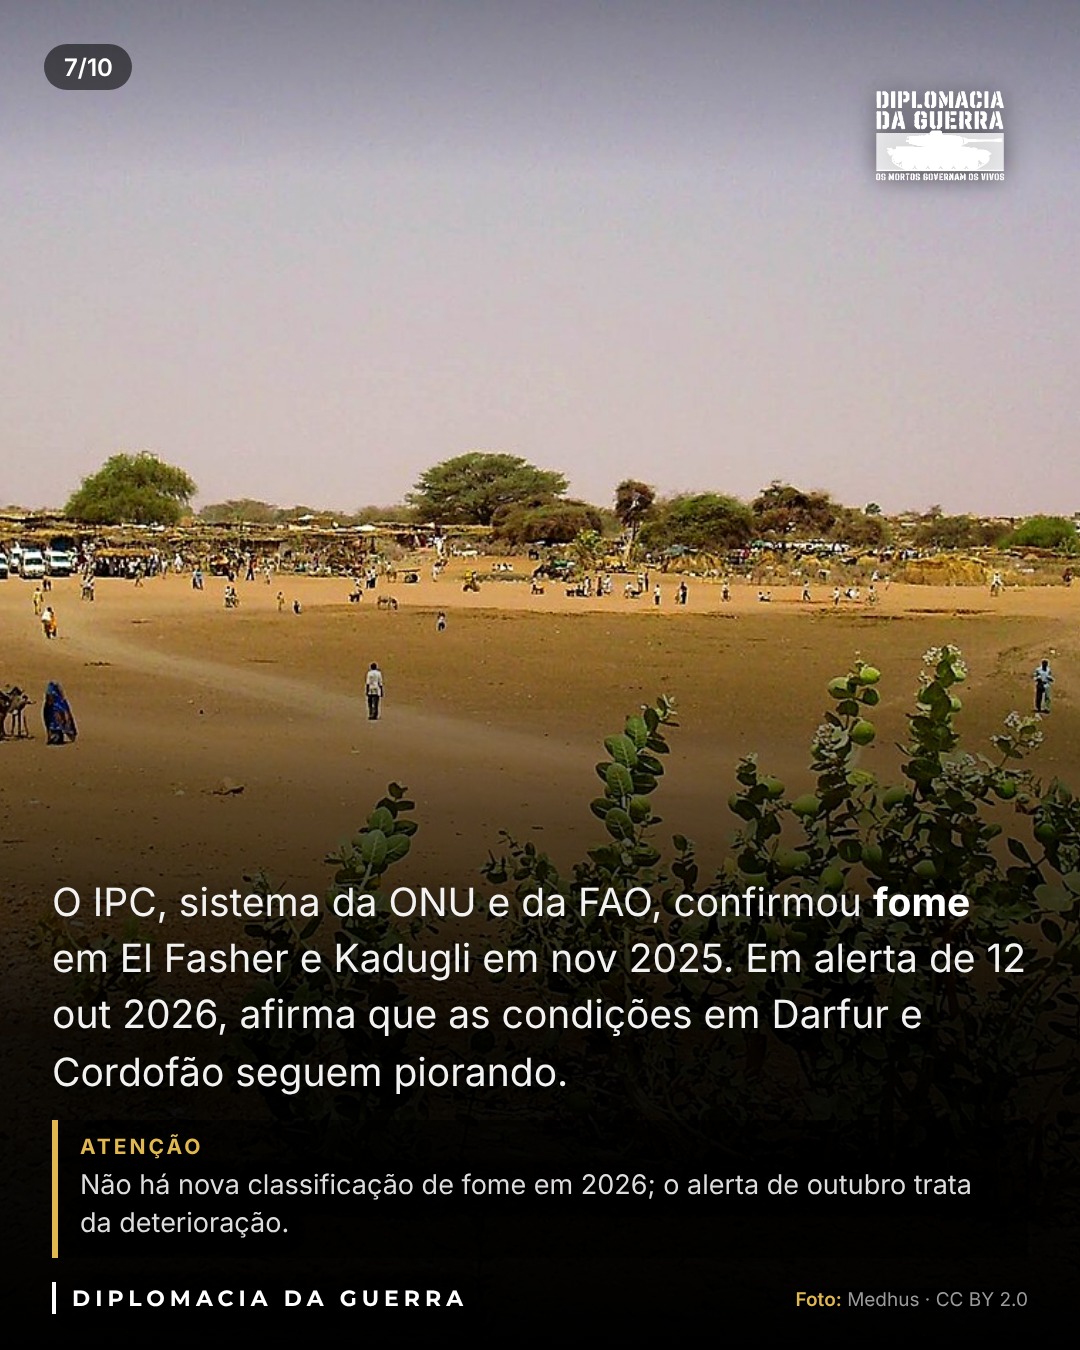 7/10
DIPLOMACIA
DA GUERRA
OS MORTOS GOVERNAM OS VIVOS
O IPC, sistema da ONU e da FAO, confirmou fome
em El Fasher e Kadugli em nov 2025. Em alerta de 12
out 2026, afirma que as condições em Darfur e
Cordofão seguem piorando.
ATENÇÃO
Não há nova classificação de fome em 2026; o alerta de outubro trata
da deterioração.
DIPLOMACIA DA GUERRA
Foto: Medhus · CC BY 2.0